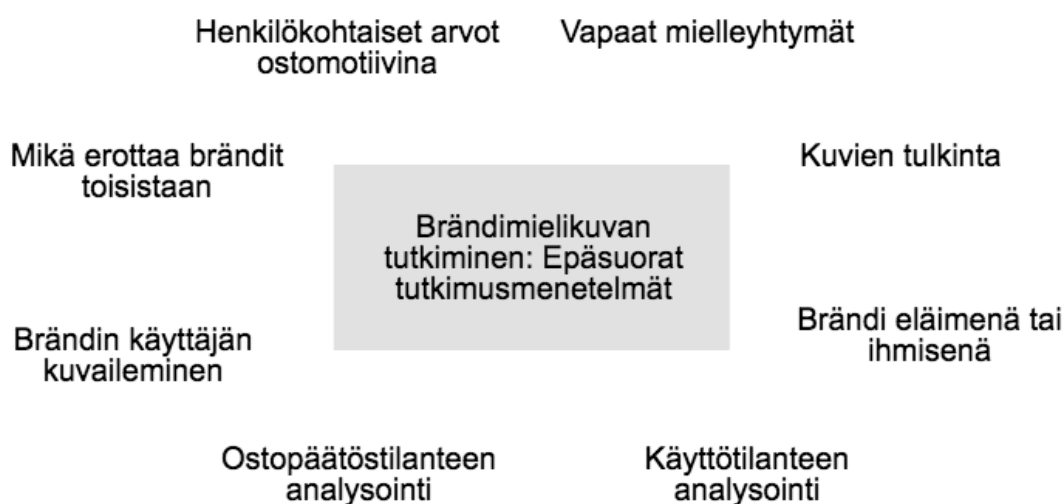 Henkilökohtaiset arvot
ostomotiivina
Vapaat mielleyhtymät
Mikä erottaa brändit
toisistaan
Kuvien tulkinta
Brändimielikuvan
tutkiminen: Epäsuorat
tutkimusmenetelmät
Brändin käyttäjän
kuvaileminen
Brändi eläimenä tai
ihmisenä
Ostopäätöstilanteen
analysointi
Käyttötilanteen
analysointi